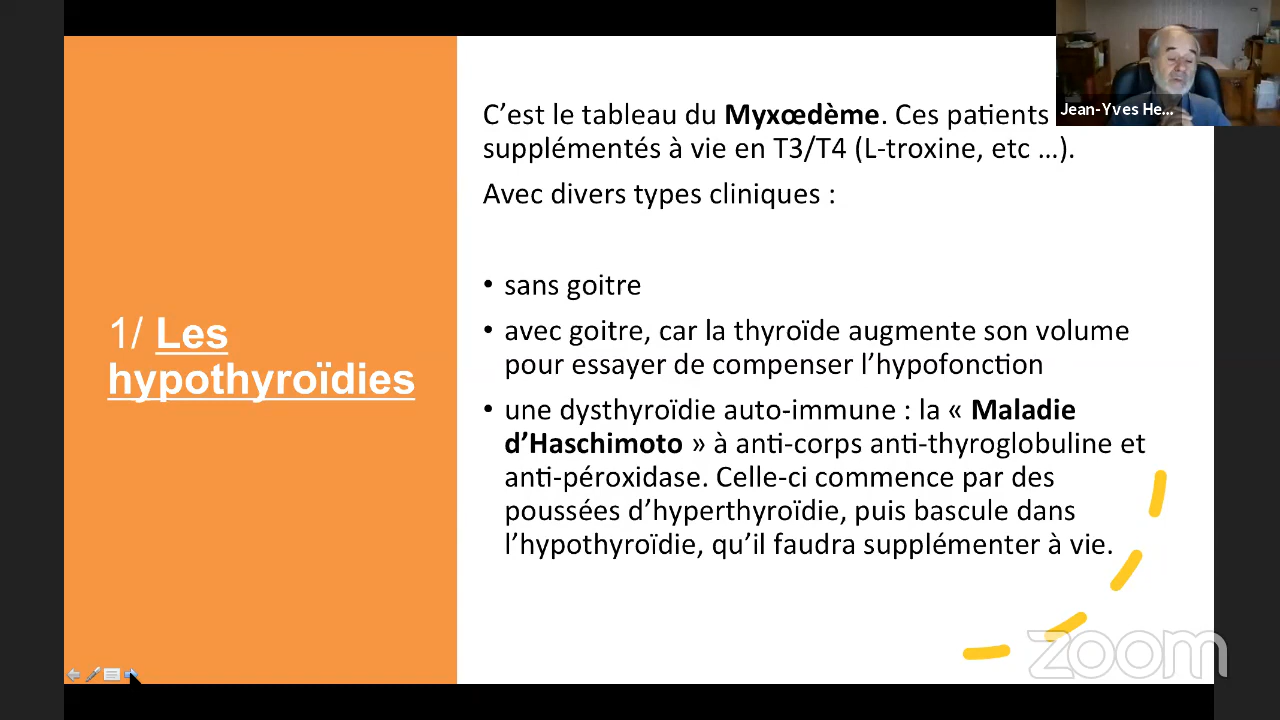 Jean-Yves He...
C’est le tableau du Myxœdème. Ces patients
supplémentés à vie en T3/T4 (L-troxine, etc ...).
Avec divers types cliniques :
• sans goitre
• avec goitre, car la thyroïde augmente son volume
pour essayer de compenser l’hypofonction
• une dysthyroïdie auto-immune : la « Maladie
d’Haschimoto » à anti-corps anti-thyroglobuline et
anti-péroxidase. Celle-ci commence par des
poussées d’hyperthyroïdie, puis bascule dans
l’hypothyroïdie, qu’il faudra supplémenter à vie.
1/ Les
hypothyroïdies
zoom